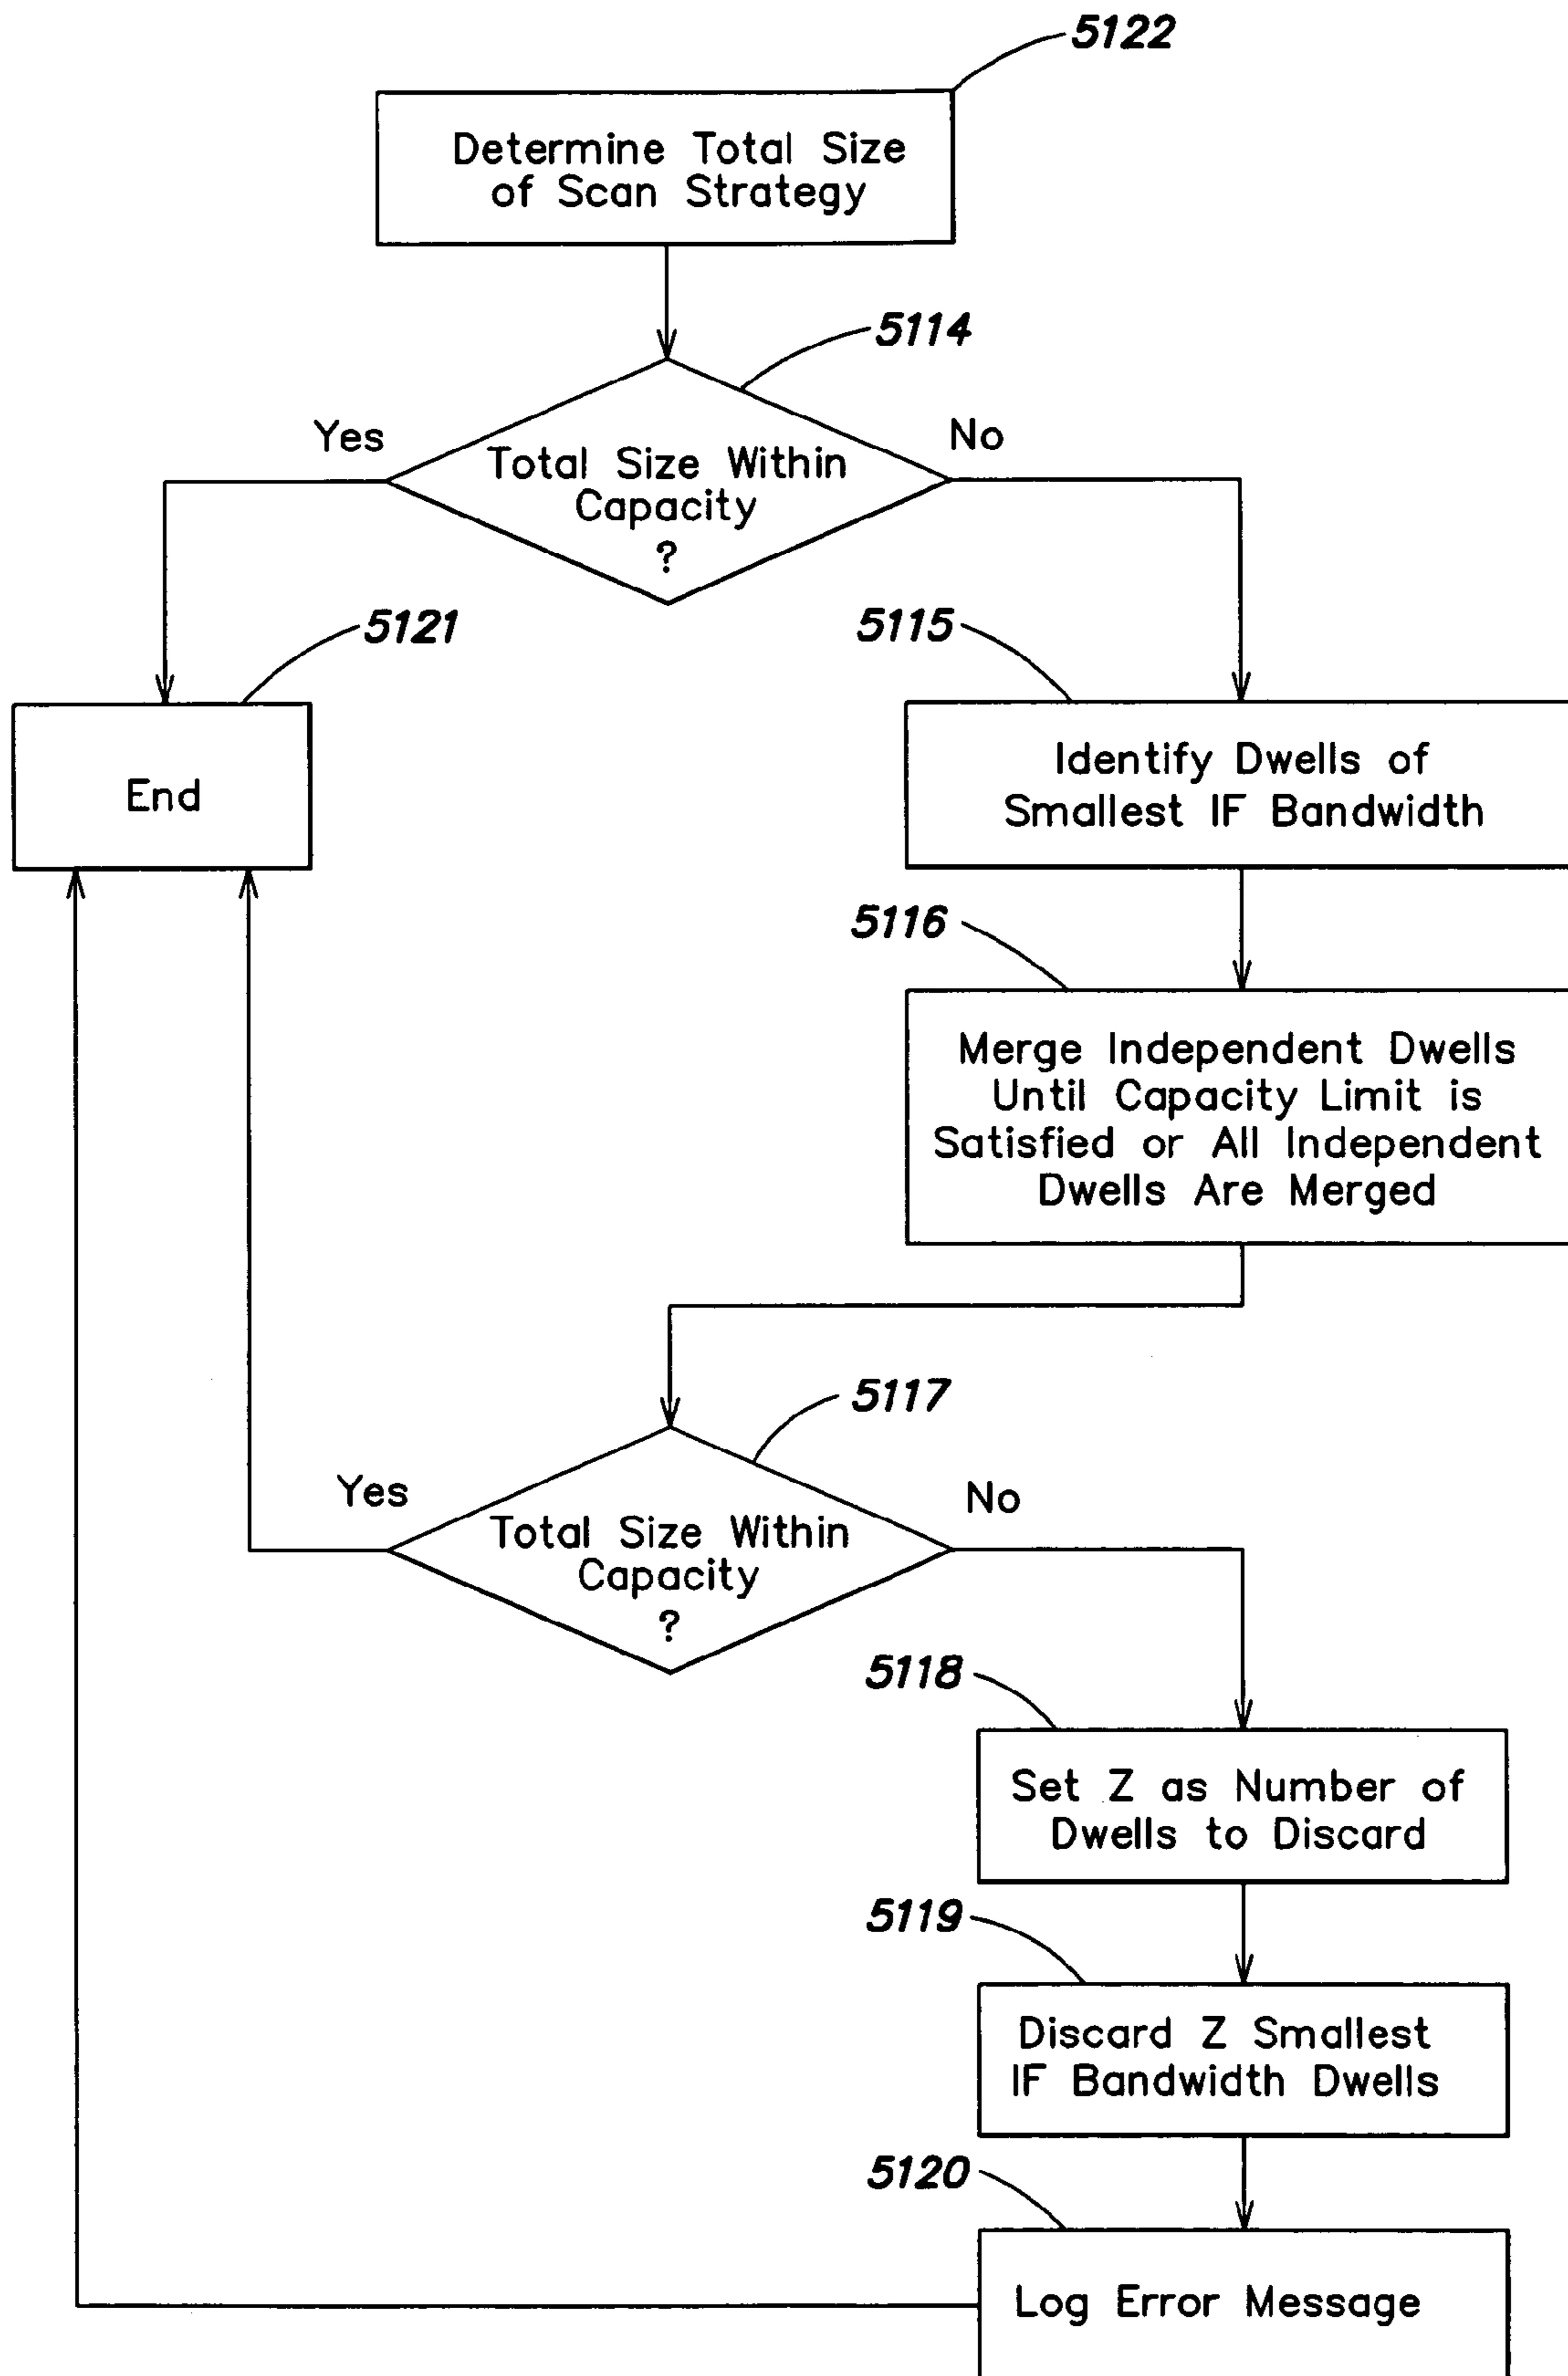 5122
Determine Total Size
of Scan Strategy
5114
Yes
No
Total Size Within
Capacity
?
5121
5115
End
Identify Dwells of
Smallest IF Bandwidth
5116
Merge Independent Dwells
Until Capacity Limit is
Satisfied or All Independent
Dwells Are Merged
5117
Yes
No
Total Size Within
Capacity
?
5118
Set Z as Number of
Dwells to Discard
5119
Discard Z Smallest
IF Bandwidth Dwells
5120
Log Error Message